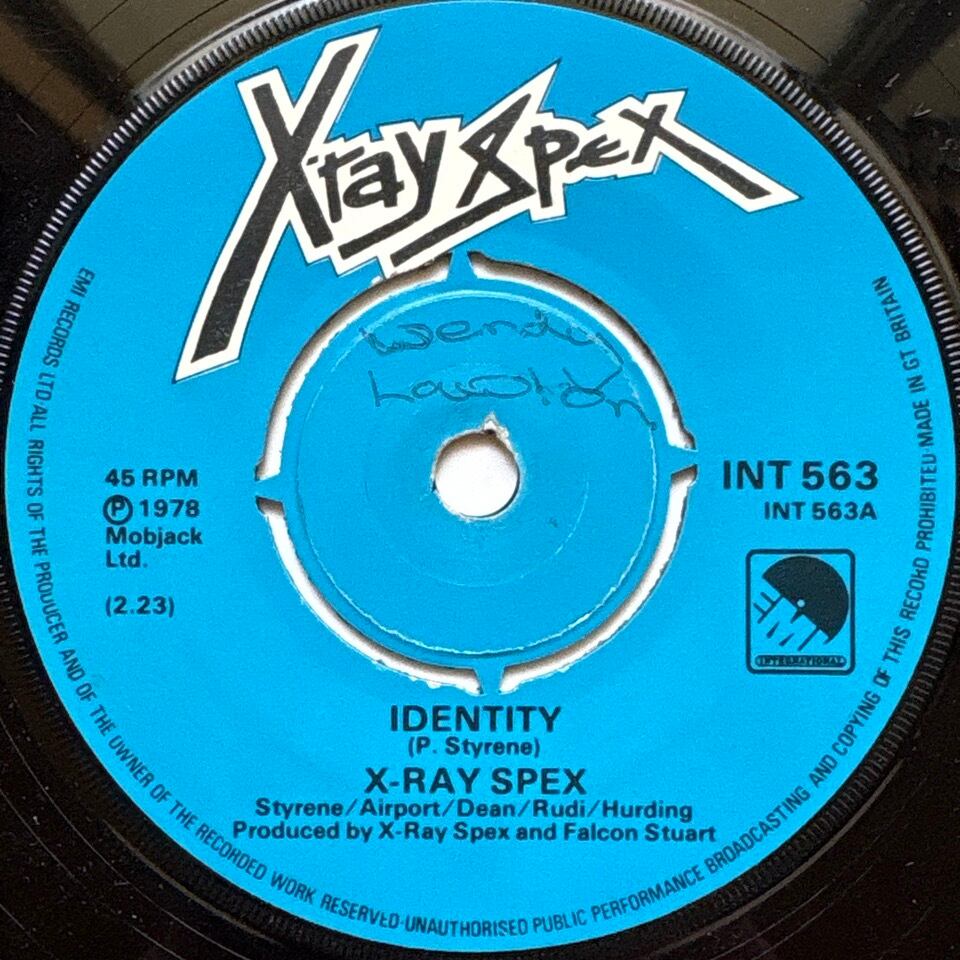 X-ray Spex
Wendy
45 RPM
Ⓟ 1978
Mobjack
Ltd.
(2.23)
INT 563
INT 563A
INTERNATIONAL
IDENTITY
(P. Styrene)
X-RAY SPEX
Styrene/Airport/Dean/Rudi/Hurding
Produced by X-Ray Spex and Falcon Stuart
EMI RECORDS LTD·ALL RIGHTS OF THE PRODUCER AND OF THE OWNER OF THE RECORDED WORK RESERVED·UNAUTHORISED PUBLIC PERFORMANCE BROADCASTING AND COPYING OF THIS RECORD PROHIBITED·MADE IN GT BRITAIN